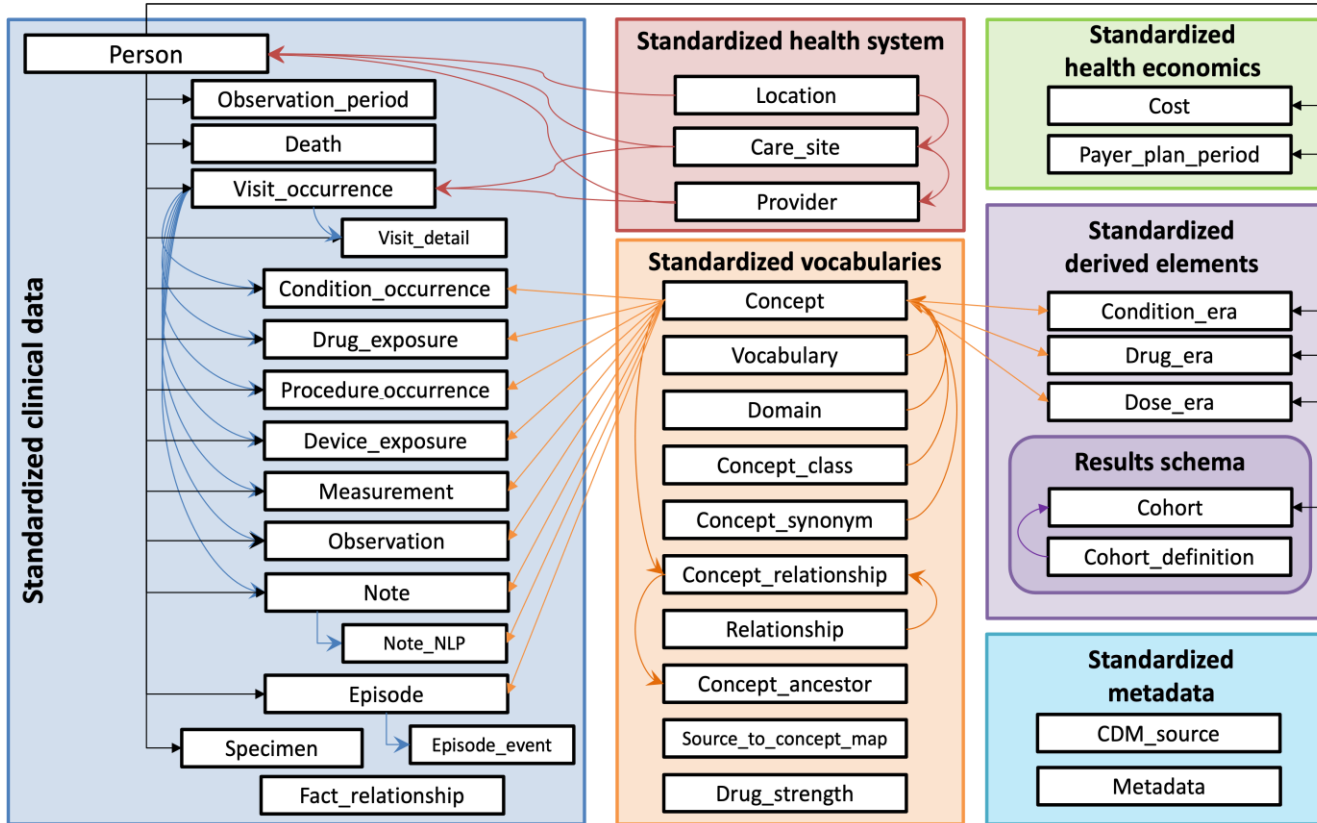 Standardized clinical data
Person
Observation_period
Death
Visit_occurrence
Visit_detail
Condition_occurrence
Drug_exposure
Procedure_occurrence
Device_exposure
Measurement
Observation
Note
Note_NLP
Episode
Episode_event
Specimen
Fact_relationship
Standardized health system
Location
Care_site
Provider
Standardized vocabularies
Concept
Vocabulary
Domain
Concept_class
Concept_synonym
Concept_relationship
Relationship
Concept_ancestor
Source_to_concept_map
Drug_strength
Standardized
health economics
Cost
Payer_plan_period
Standardized
derived elements
Condition_era
Drug_era
Dose_era
Results schema
Cohort
Cohort_definition
Standardized
metadata
CDM_source
Metadata